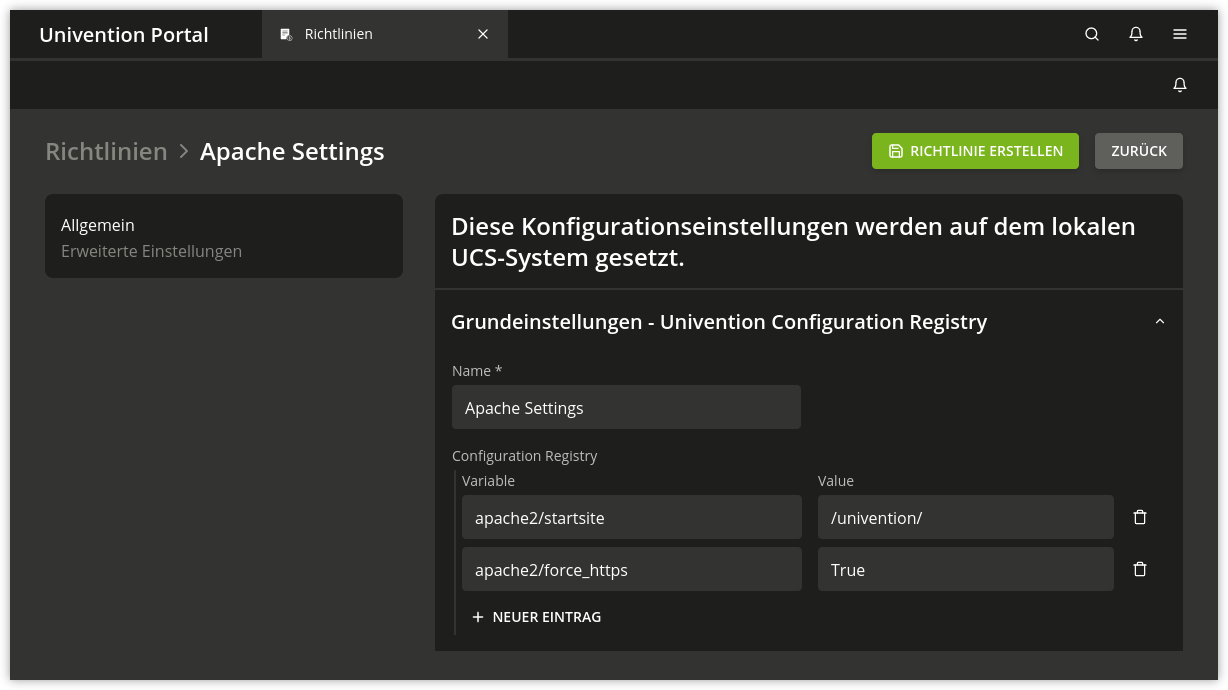 Univention Portal
Richtlinien
Richtlinien > Apache Settings
RICHTLINIE ERSTELLEN
ZURÜCK
Allgemein
Erweiterte Einstellungen
Diese Konfigurationseinstellungen werden auf dem lokalen
UCS-System gesetzt.
Grundeinstellungen - Univention Configuration Registry
Name *
Apache Settings
Configuration Registry
Variable Value
apache2/startsite /univention/
apache2/force_https True
+ NEUER EINTRAG